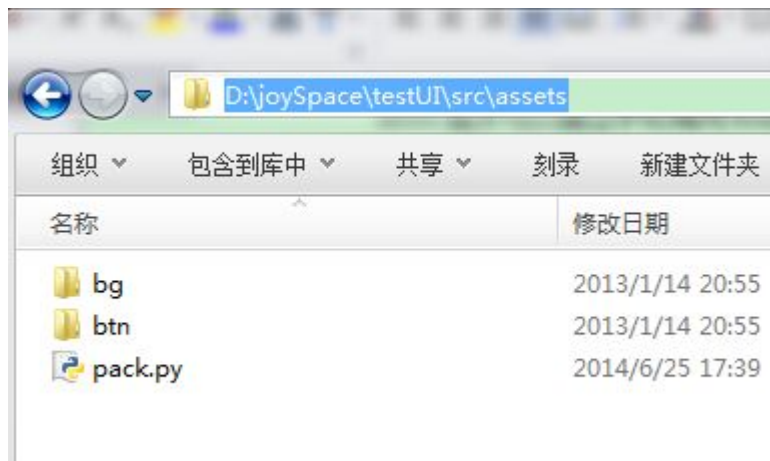 D:\joySpace\testUI\src\assets
组织 包含到库中 共享 刻录 新建文件夹
名称 修改日期
bg 2013/1/14 20:55
btn 2013/1/14 20:55
pack.py 2014/6/25 17:39